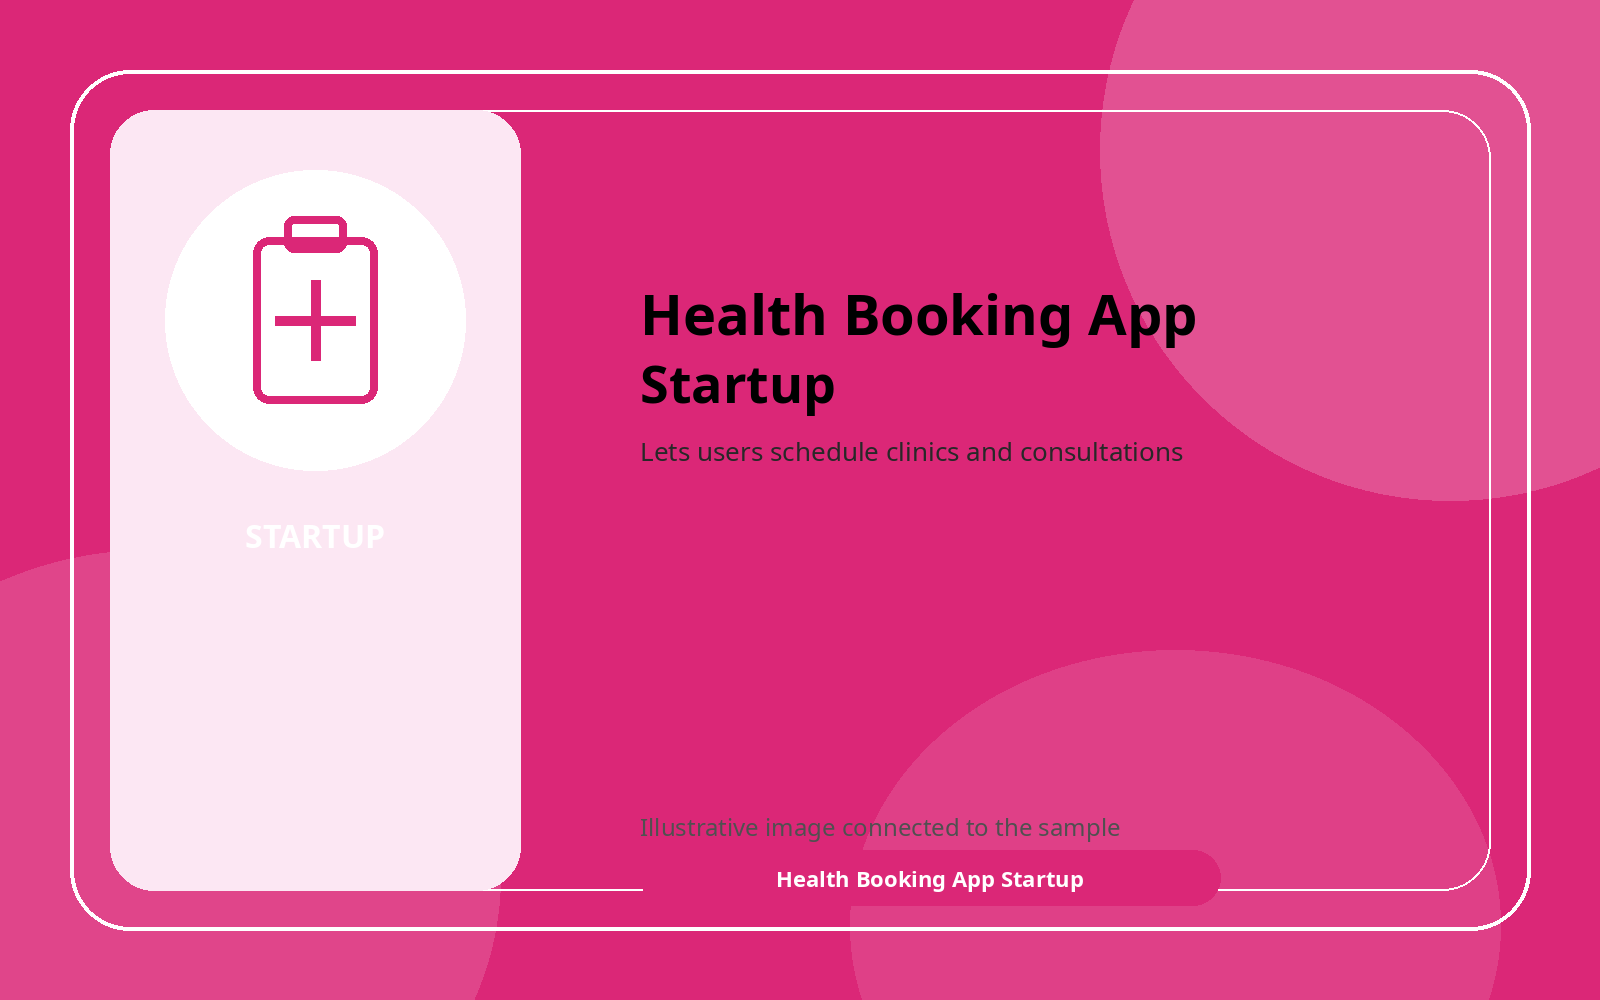 STARTUP
Health Booking App
Startup
Lets users schedule clinics and consultations
Illustrative image connected to the sample
Health Booking App Startup